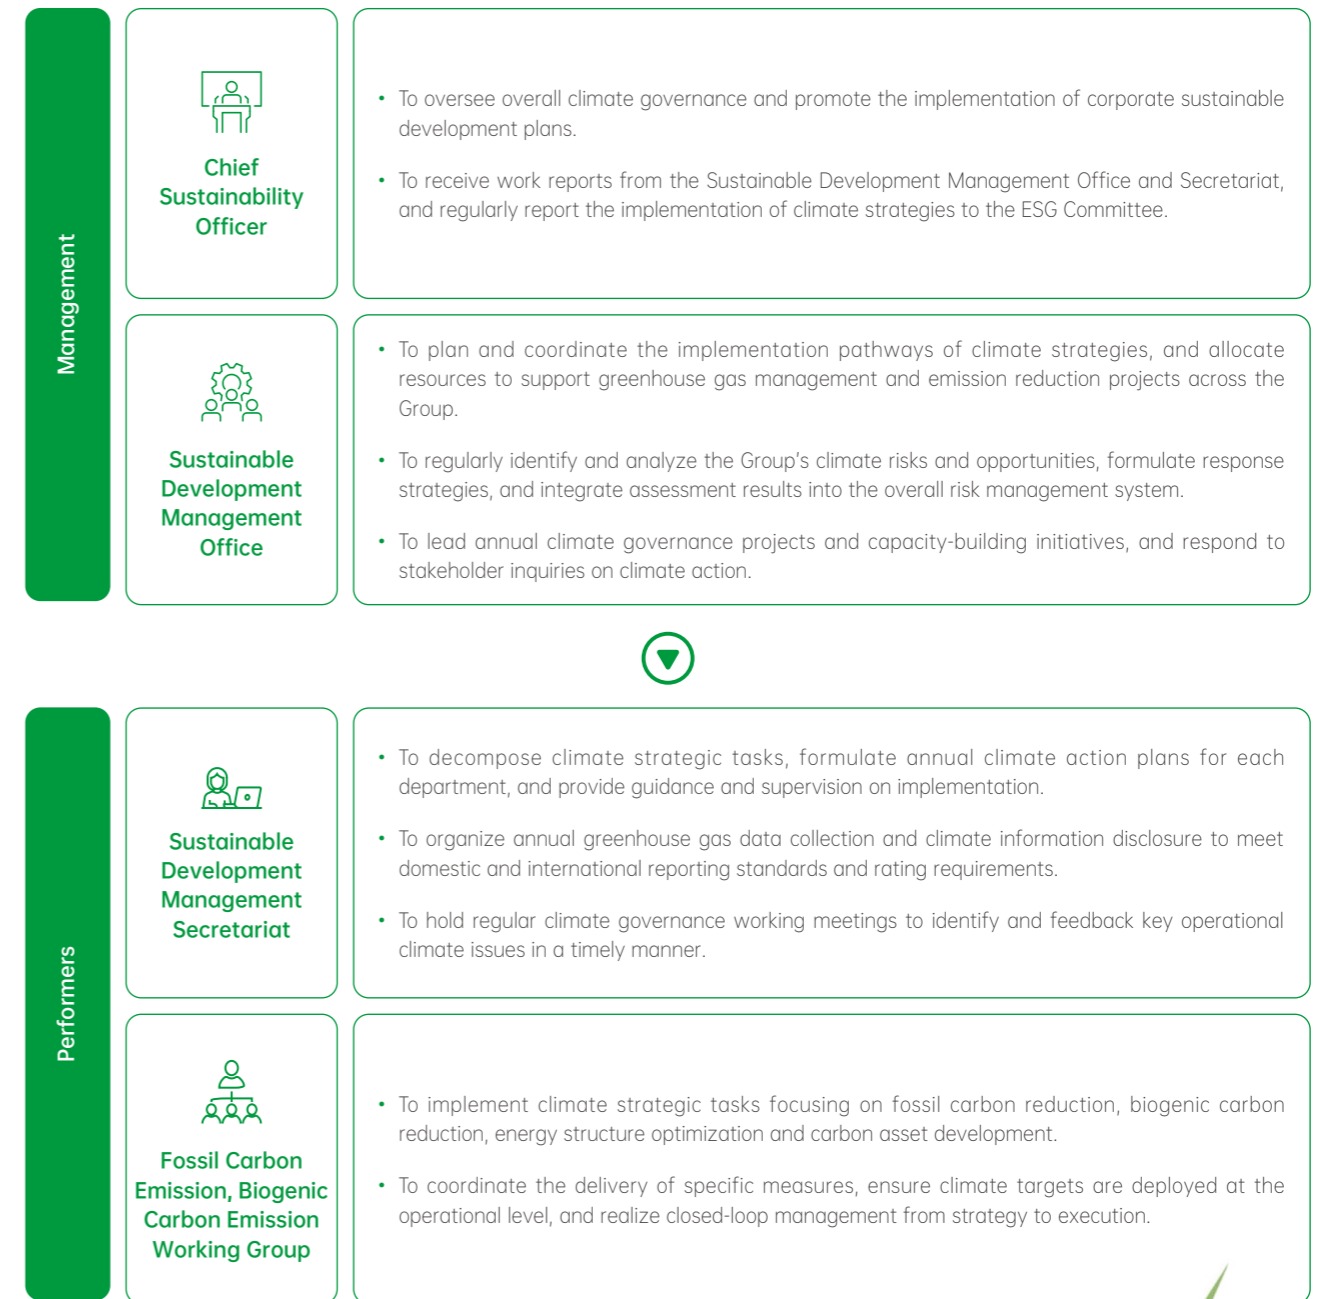 Management
Chief
Sustainability
Officer
• To oversee overall climate governance and promote the implementation of corporate sustainable
development plans.
• To receive work reports from the Sustainable Development Management Office and Secretariat,
and regularly report the implementation of climate strategies to the ESG Committee.
Sustainable
Development
Management
Office
• To plan and coordinate the implementation pathways of climate strategies, and allocate
resources to support greenhouse gas management and emission reduction projects across the
Group.
• To regularly identify and analyze the Group's climate risks and opportunities, formulate response
strategies, and integrate assessment results into the overall risk management system.
• To lead annual climate governance projects and capacity-building initiatives, and respond to
stakeholder inquiries on climate action.
Performers
Sustainable
Development
Management
Secretariat
• To decompose climate strategic tasks, formulate annual climate action plans for each
department, and provide guidance and supervision on implementation.
• To organize annual greenhouse gas data collection and climate information disclosure to meet
domestic and international reporting standards and rating requirements.
• To hold regular climate governance working meetings to identify and feedback key operational
climate issues in a timely manner.
Fossil Carbon
Emission, Biogenic
Carbon Emission
Working Group
• To implement climate strategic tasks focusing on fossil carbon reduction, biogenic carbon
reduction, energy structure optimization and carbon asset development.
• To coordinate the delivery of specific measures, ensure climate targets are deployed at the
operational level, and realize closed-loop management from strategy to execution.